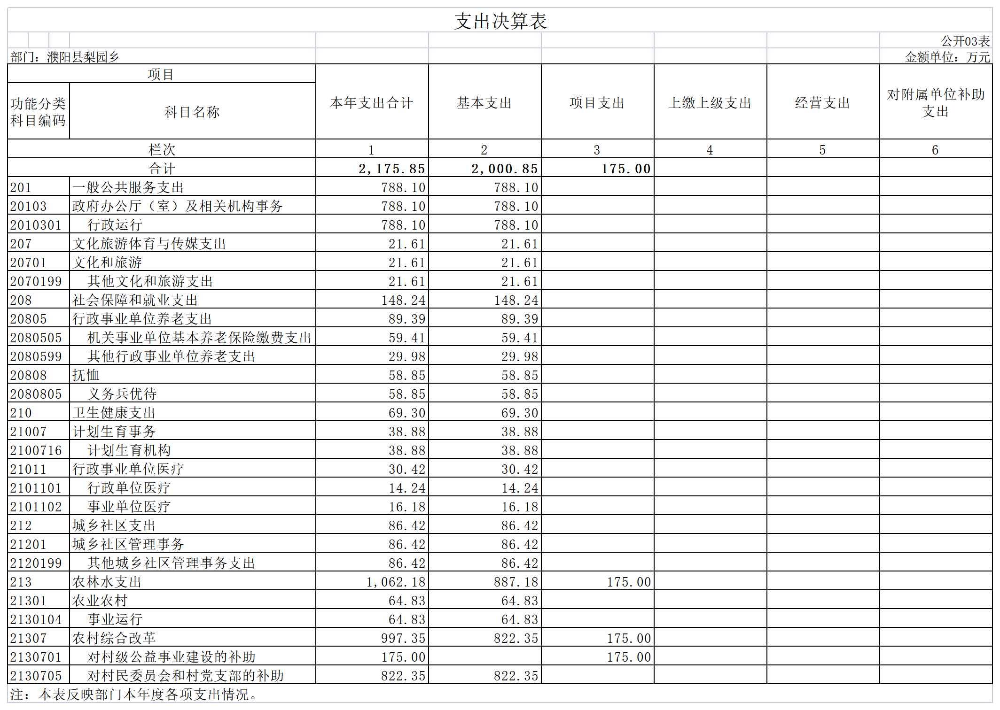 支出决算表
公开03表
部门：濮阳县梨园乡 金额单位：万元
项目 本年支出合计 基本支出 项目支出 上缴上级支出 经营支出 对附属单位补助支出
功能分类科目编码 科目名称
栏次 1 2 3 4 5 6
合计 2,175.85 2,000.85 175.00
201 一般公共服务支出 788.10 788.10
20103 政府办公厅（室）及相关机构事务 788.10 788.10
2010301 行政运行 788.10 788.10
207 文化旅游体育与传媒支出 21.61 21.61
20701 文化和旅游 21.61 21.61
2070199 其他文化和旅游支出 21.61 21.61
208 社会保障和就业支出 148.24 148.24
20805 行政事业单位养老支出 89.39 89.39
2080505 机关事业单位基本养老保险缴费支出 59.41 59.41
2080599 其他行政事业单位养老支出 29.98 29.98
20808 抚恤 58.85 58.85
2080805 义务兵优待 58.85 58.85
210 卫生健康支出 69.30 69.30
21007 计划生育事务 38.88 38.88
2100716 计划生育机构 38.88 38.88
21011 行政事业单位医疗 30.42 30.42
2101101 行政单位医疗 14.24 14.24
2101102 事业单位医疗 16.18 16.18
212 城乡社区支出 86.42 86.42
21201 城乡社区管理事务 86.42 86.42
2120199 其他城乡社区管理事务支出 86.42 86.42
213 农林水支出 1,062.18 887.18 175.00
21301 农业农村 64.83 64.83
2130104 事业运行 64.83 64.83
21307 农村综合改革 997.35 822.35 175.00
2130701 对村级公益事业建设的补助 175.00 175.00
2130705 对村民委员会和村党支部的补助 822.35 822.35
注：本表反映部门本年度各项支出情况。